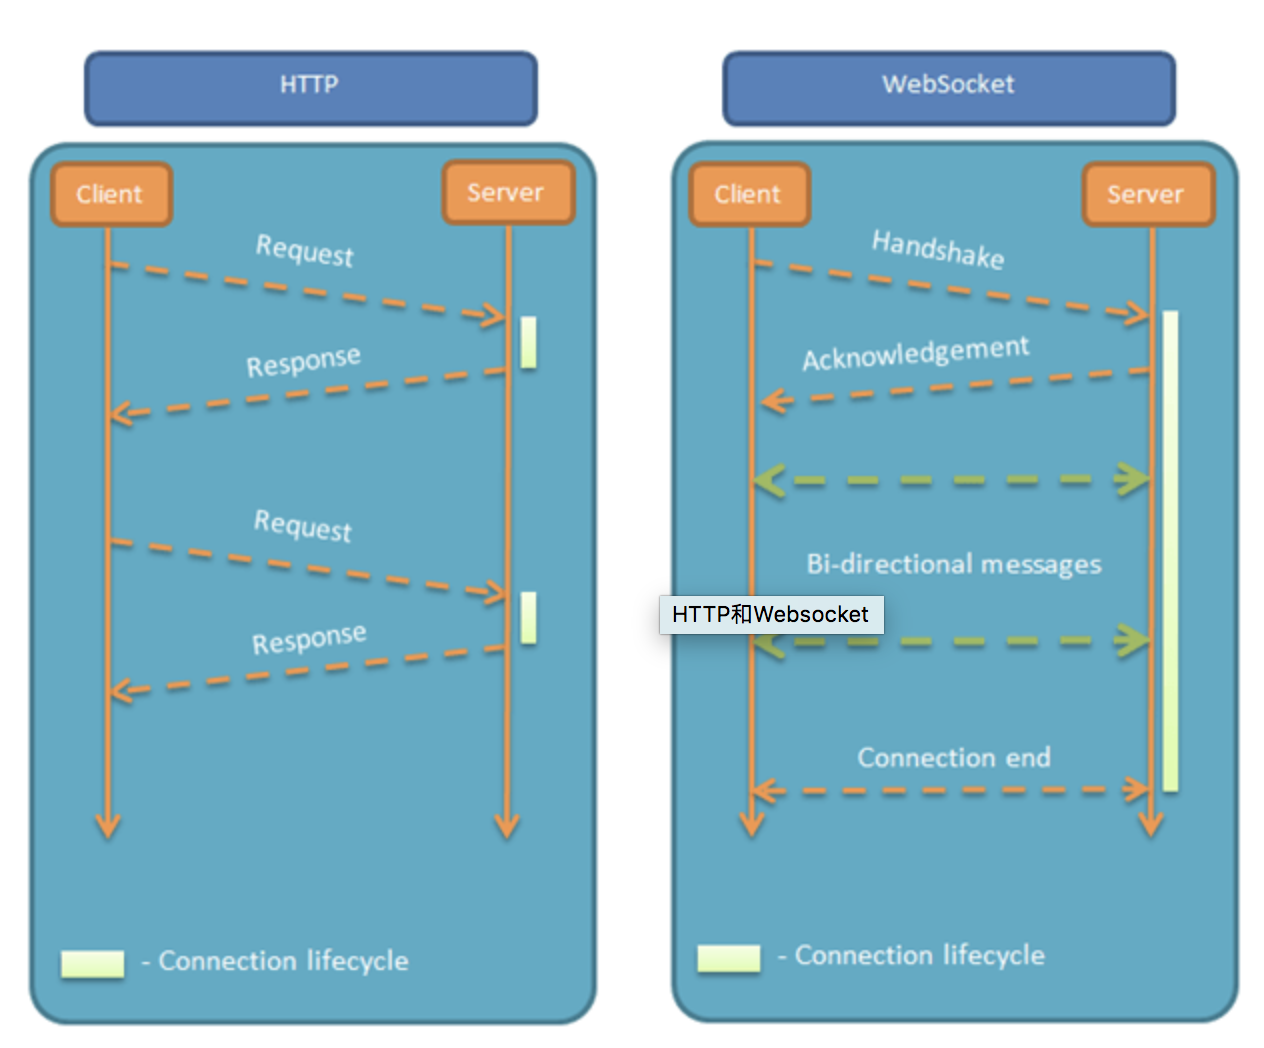 HTTP
Client
Server
Request
Response
Request
Response
- Connection lifecycle
WebSocket
Client
Server
Handshake
Acknowledgement
Bi-directional messages
HTTP和Websocket
Connection end
- Connection lifecycle